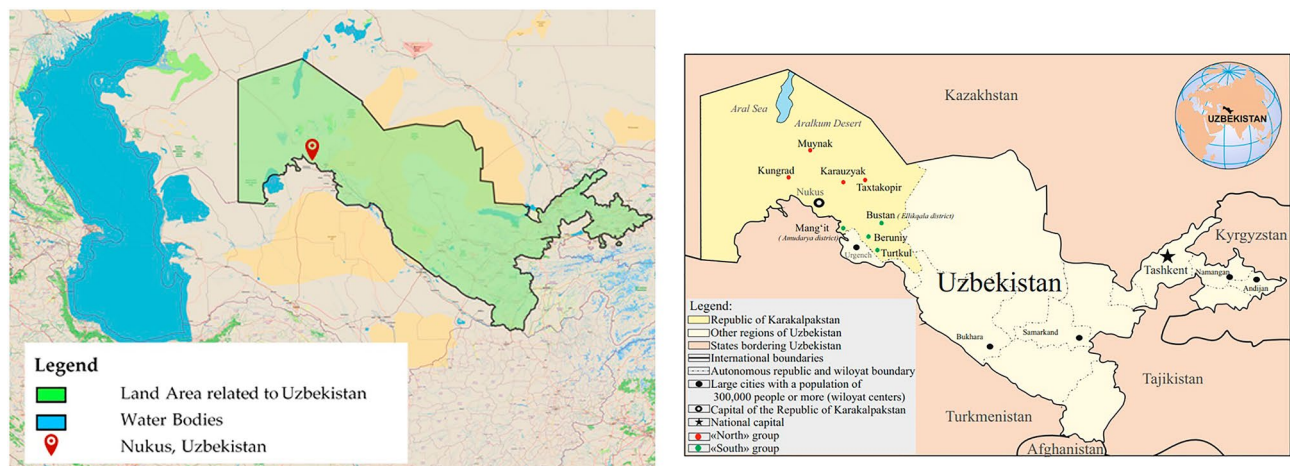 Legend
Land Area related to Uzbekistan
Water Bodies
Nukus, Uzbekistan
Kazakhstan
UZBEKISTAN
Aral Sea
Aralkum Desert
Muynak
Kungrad
Karauzyak
Taxtakopir
Nukus
Bustan ( Ellikqala district)
Mang'it
( Amudarya district)
Beruniy
Urgench
Turtkul
Kyrgyzstan
Tashkent
Namangan
Andijan
Uzbekistan
Bukhara
Samarkand
Tajikistan
Turkmenistan
Afghanistan
Legend:
Republic of Karakalpakstan
Other regions of Uzbekistan
States bordering Uzbekistan
International boundaries
Autonomous republic and wiloyat boundary
Large cities with a population of
300,000 people or more (wiloyat centers)
Capital of the Republic of Karakalpakstan
National capital
«North» group
«South» group